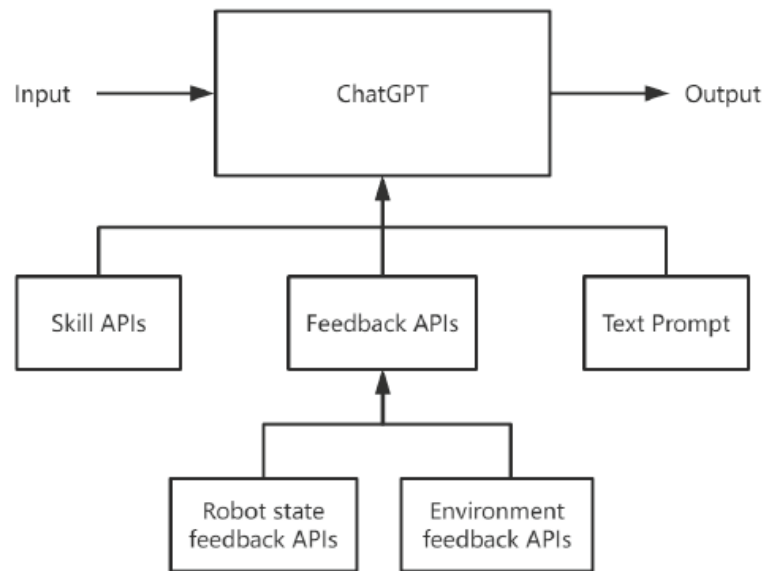 Input
ChatGPT
Output
Skill APIs
Feedback APIs
Text Prompt
Robot state
feedback APIs
Environment
feedback APIs